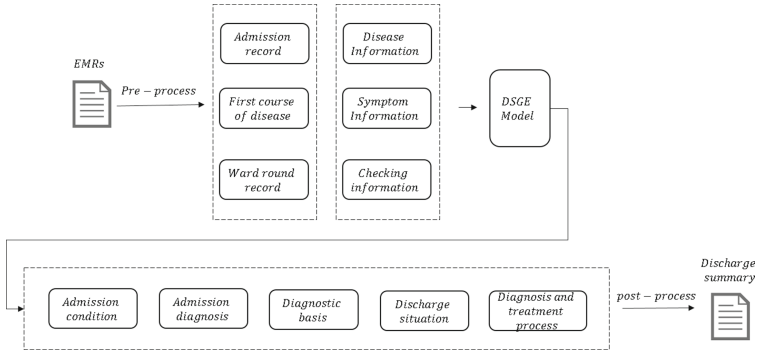 EMRs
Pre - process
Admission
record
First course
of disease
Ward round
record
Disease
Information
Symptom
Information
Checking
information
DSGE
Model
Admission
condition
Admission
diagnosis
Diagnostic
basis
Discharge
situation
Diagnosis and
treatment
process
post - process
Discharge
summary